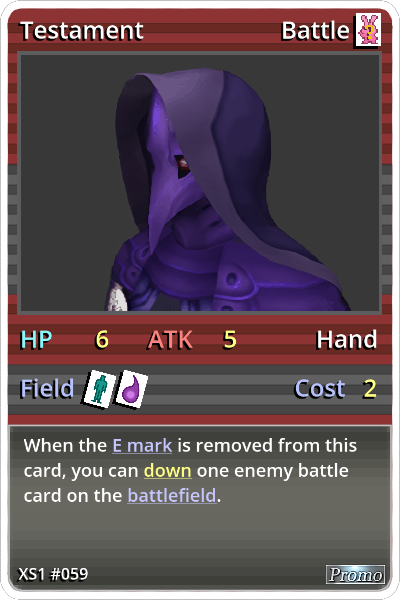 Testament Battle
HP 6 ATK 5 Hand
Field Cost 2
When the E mark is removed from this
card, you can down one enemy battle
card on the battlefield.
XS1 #059 Promo